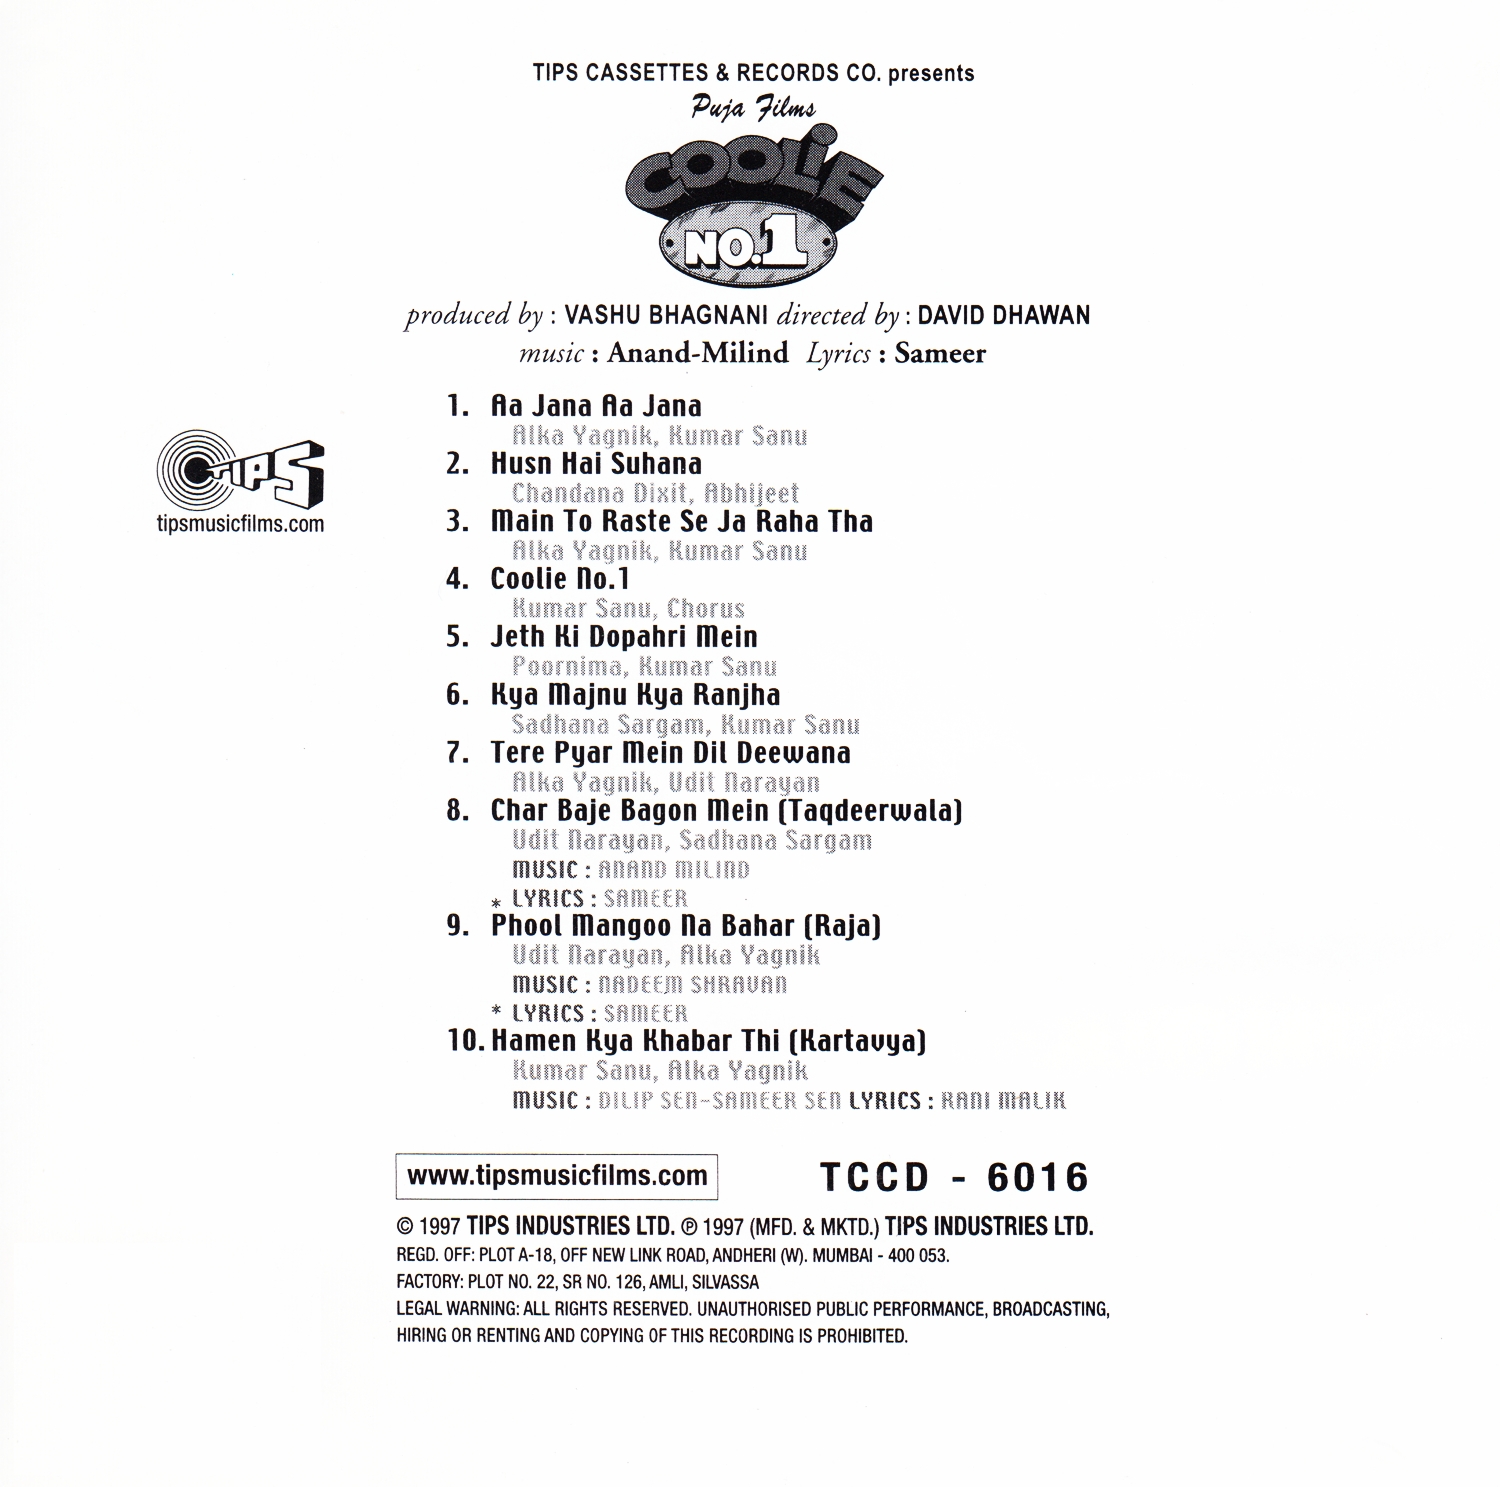 TIPS CASSETTES & RECORDS CO. presents
Puja Films
COOLiE
NO.1
produced by : VASHU BHAGNANI directed by : DAVID DHAWAN
music : Anand-Milind Lyrics : Sameer
TIPS
tipsmusicfilms.com
1. Aa Jana Aa Jana
Alka Yagnik, Kumar Sanu
2. Husn Hai Suhana
Chandana Dixit, Abhijeet
3. Main To Raste Se Ja Raha Tha
Alka Yagnik, Kumar Sanu
4. Coolie No.1
Kumar Sanu, Chorus
5. Jeth Ki Dopahri Mein
Poornima, Kumar Sanu
6. Kya Majnu Kya Ranjha
Sadhana Sargam, Kumar Sanu
7. Tere Pyar Mein Dil Deewana
Alka Yagnik, Udit Narayan
8. Char Baje Bagon Mein (Taqdeerwala)
Udit Narayan, Sadhana Sargam
MUSIC : ANAND MILIND
* LYRICS : SAMEER
9. Phool Mangoo Na Bahar (Raja)
Udit Narayan, Alka Yagnik
MUSIC : NADEEM SHRAVAN
* LYRICS : SAMEER
10. Hamen Kya Khabar Thi (Kartavya)
Kumar Sanu, Alka Yagnik
MUSIC : DILIP SEN-SAMEER SEN LYRICS : RANI MALIK
www.tipsmusicfilms.com
TCCD - 6016
© 1997 TIPS INDUSTRIES LTD. ℗ 1997 (MFD. & MKTD.) TIPS INDUSTRIES LTD.
REGD. OFF: PLOT A-18, OFF NEW LINK ROAD, ANDHERI (W). MUMBAI - 400 053.
FACTORY: PLOT NO. 22, SR NO. 126, AMLI, SILVASSA
LEGAL WARNING: ALL RIGHTS RESERVED. UNAUTHORISED PUBLIC PERFORMANCE, BROADCASTING,
HIRING OR RENTING AND COPYING OF THIS RECORDING IS PROHIBITED.